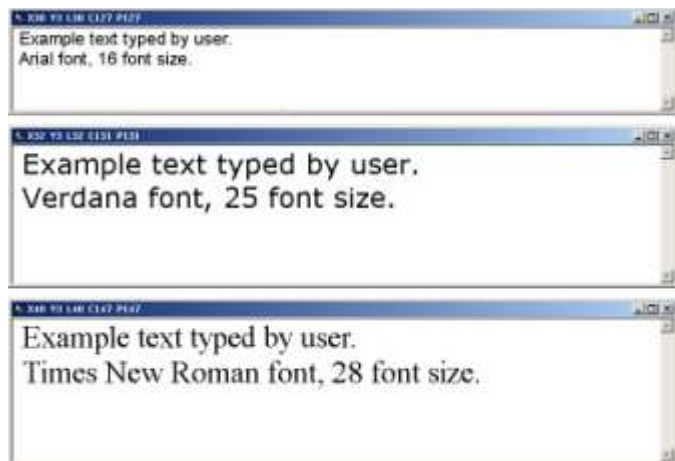 Example text typed by user.
Arial font, 16 font size.
Example text typed by user.
Verdana font, 25 font size.
Example text typed by user.
Times New Roman font, 28 font size.